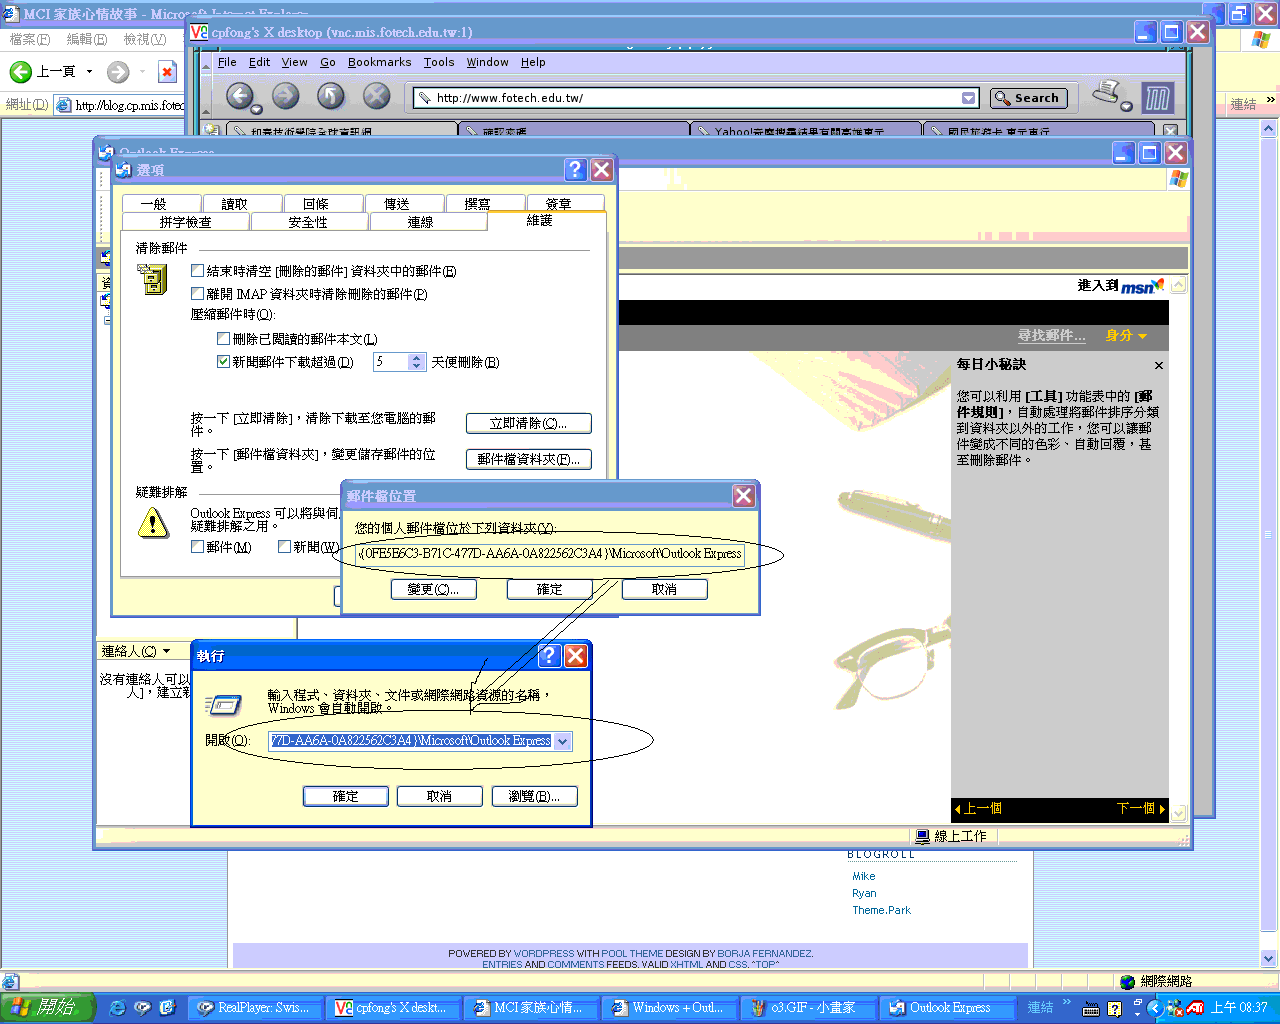 MCI 家族心情故事 - Microsoft Internet Explorer
檔案(F) 編輯(E) 檢視(V)
cpfong's X desktop (vnc.mis.fotech.edu.tw:1)
上一頁
File Edit View Go Bookmarks Tools Window Help
網址(D) http://blog.cp.mis.fotec
http://www.fotech.edu.tw/
Search
連結 »
和春技術學院全球資訊網
確認密碼
Yahoo!奇摩搜尋結果有關高雄東元
國民旅遊卡 東元車行
Outlook Express
選項
一般 讀取 回條 傳送 撰寫 簽章
拼字檢查 安全性 連線 維護
清除郵件
結束時清空 [刪除的郵件] 資料夾中的郵件(E)
離開 IMAP 資料夾時清除刪除的郵件(P)
壓縮郵件時(O):
刪除已閱讀的郵件本文(L)
新聞郵件下載超過(D) 5 天便刪除(B)
按一下 [立即清除]，清除下載至您電腦的郵
件。
立即清除(C)...
按一下 [郵件檔資料夾]，變更儲存郵件的位
置。
郵件檔資料夾(F)...
疑難排解
Outlook Express 可以將與伺
疑難排解之用。
郵件(M) 新聞(W)
進入到 msn
尋找郵件... 身分
每日小秘訣
您可以利用 [工具] 功能表中的 [郵
件規則]，自動處理將郵件排序分類
到資料夾以外的工作，您可以讓郵
件變成不同的色彩、自動回覆，甚
至刪除郵件。
郵件檔位置
您的個人郵件檔位於下列資料夾(Y):
\{0FE5E6C3-B71C-477D-AA6A-0A822562C3A4}\Microsoft\Outlook Express
變更(C)... 確定 取消
連絡人(C)
沒有連絡人可以
人]，建立新
執行
輸入程式、資料夾、文件或網際網路資源的名稱，
Windows 會自動開啟。
開啟(O): 77D-AA6A-0A822562C3A4}\Microsoft\Outlook Express
確定 取消 瀏覽(B)...
上一個 下一個
線上工作
BLOGROLL
Mike
Ryan
Theme.Park
POWERED BY WORDPRESS WITH POOL THEME DESIGN BY BORJA FERNANDEZ.
ENTRIES AND COMMENTS FEEDS. VALID XHTML AND CSS. ^TOP^
網際網路
開始 RealPlayer: Swis... cpfong's X deskt... MCI 家族心情... Windows + Outl... o3.GIF - 小畫家 Outlook Express 連結 » 上午 08:37